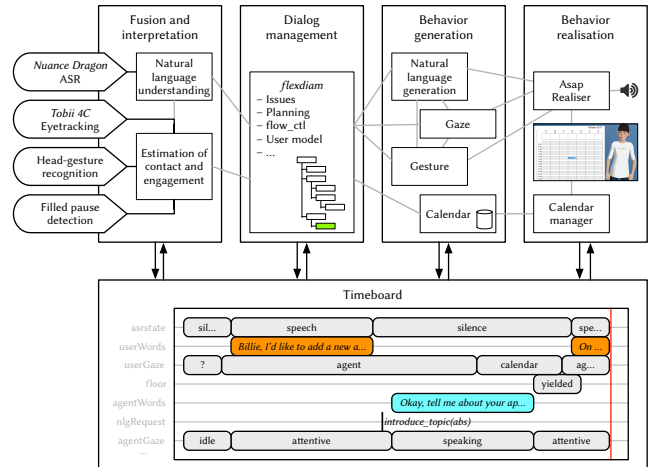 Fusion and
interpretation
Dialog
management
Behavior
generation
Behavior
realisation
Nuance Dragon
ASR
Tobii 4C
Eyetracking
Head-gesture
recognition
Filled pause
detection
Natural
language
understanding
Estimation of
contact and
engagement
flexdiam
– Issues
– Planning
– flow_ctl
– User model
– ...
Natural
language
generation
Gaze
Gesture
Calendar
Asap
Realiser
Calendar
manager
Timeboard
asrstate
sil...
speech
silence
spe...
userWords
Billie, I'd like to add a new a...
On ...
userGaze
?
agent
calendar
ag...
floor
yielded
agentWords
Okay, tell me about your ap...
nlgRequest
introduce_topic(abs)
agentGaze
idle
attentive
speaking
attentive
...